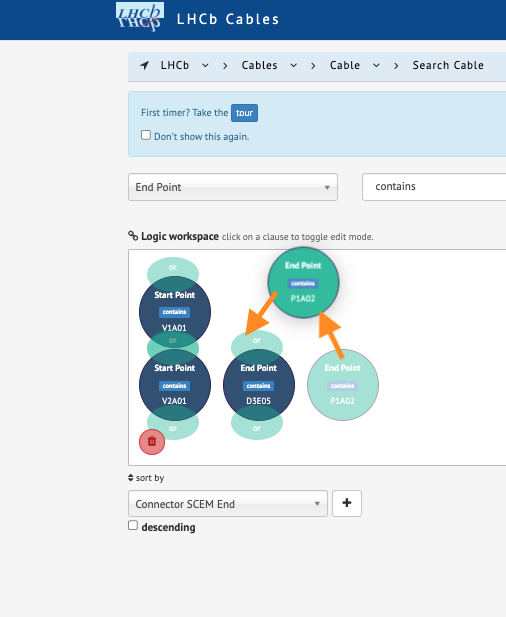 LHCb
LHCb
LHCb Cables
LHCb
Cables
Cable
Search Cable
First timer? Take the tour
Don't show this again.
End Point
contains
Logic workspace click on a clause to toggle edit mode.
or
Start Point
contains
V1A01
End Point
contains
P1A02
or
Start Point
contains
V2A01
or
or
End Point
contains
D3E05
or
End Point
contains
P1A02
sort by
Connector SCEM End
descending